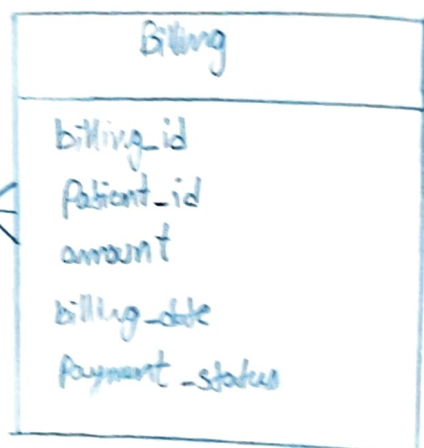 Billing
billing_id
Patient_id
amount
billing_date
Payment_status